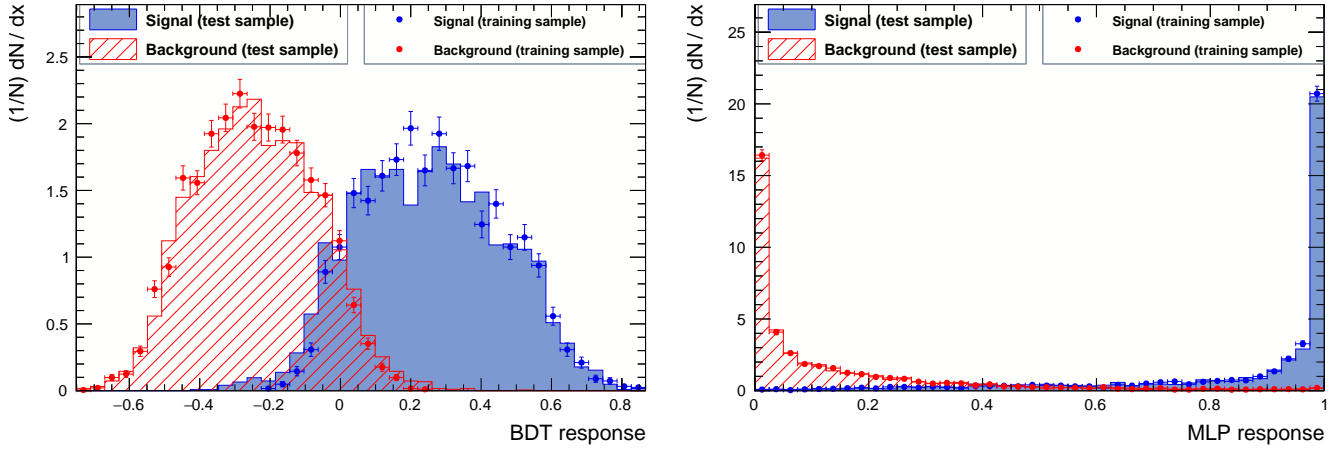 Signal (test sample)
Background (test sample)
Signal (training sample)
Background (training sample)
(1/N) dN / dx
2.5
2
1.5
1
0.5
0
−0.6
−0.4
−0.2
0
0.2
0.4
0.6
0.8
BDT response
Signal (test sample)
Background (test sample)
Signal (training sample)
Background (training sample)
(1/N) dN / dx
25
20
15
10
5
0
0
0.2
0.4
0.6
0.8
1
MLP response